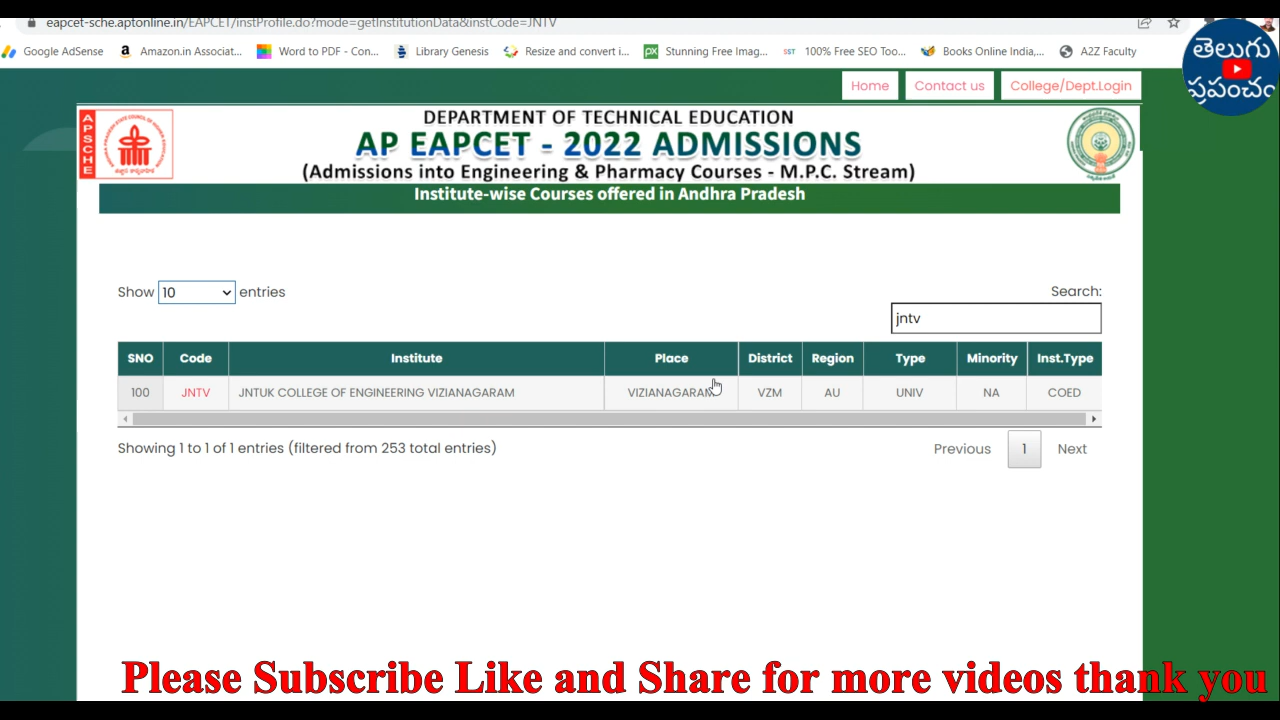 eapcet-sche.aptonline.in/EAPCET/instProfile.do?mode=getInstitutionData&instCode=JNTV
Google AdSense Amazon.in Associat... Word to PDF - Con... Library Genesis Resize and convert i... Stunning Free Imag... 100% Free SEO Too... Books Online India,... A2Z Faculty
తెలుగు
ప్రపంచం
Home Contact us College/Dept.Login
APSCHE
DEPARTMENT OF TECHNICAL EDUCATION
AP EAPCET - 2022 ADMISSIONS
(Admissions into Engineering & Pharmacy Courses - M.P.C. Stream)
Institute-wise Courses offered in Andhra Pradesh
Show 10 entries
Search:
jntv
SNO Code Institute Place District Region Type Minority Inst.Type
100 JNTV JNTUK COLLEGE OF ENGINEERING VIZIANAGARAM VIZIANAGARAM VZM AU UNIV NA COED
Showing 1 to 1 of 1 entries (filtered from 253 total entries)
Previous 1 Next
Please Subscribe Like and Share for more videos thank you